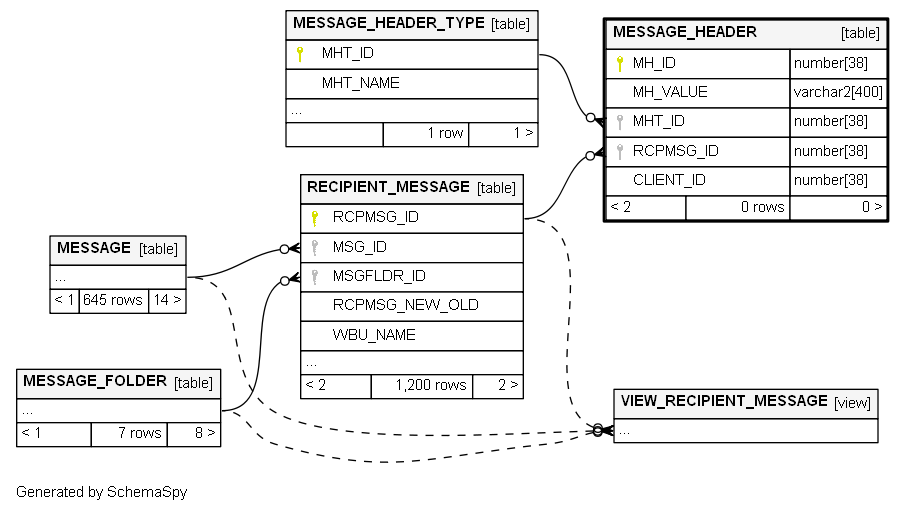 MESSAGE_HEADER_TYPE [table]
MHT_ID
MHT_NAME
...
1 row 1 >
MESSAGE_HEADER [table]
MH_ID number[38]
MH_VALUE varchar2[400]
MHT_ID number[38]
RCPMSG_ID number[38]
CLIENT_ID number[38]
< 2 0 rows 0 >
RECIPIENT_MESSAGE [table]
RCPMSG_ID
MSG_ID
MSGFLDR_ID
RCPMSG_NEW_OLD
WBU_NAME
...
< 2 1,200 rows 2 >
MESSAGE [table]
...
< 1 645 rows 14 >
MESSAGE_FOLDER [table]
...
< 1 7 rows 8 >
VIEW_RECIPIENT_MESSAGE [view]
...
Generated by SchemaSpy